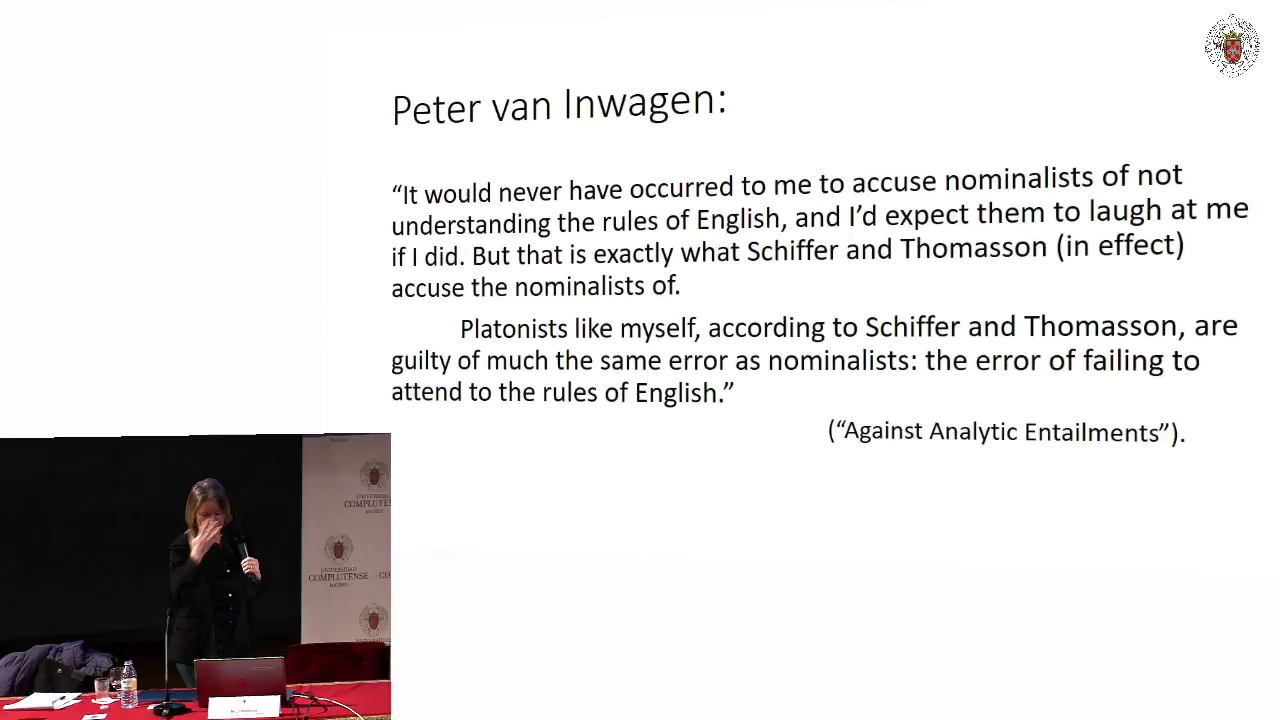 Peter van Inwagen:
“It would never have occurred to me to accuse nominalists of not
understanding the rules of English, and I’d expect them to laugh at me
if I did. But that is exactly what Schiffer and Thomasson (in effect)
accuse the nominalists of.
Platonists like myself, according to Schiffer and Thomasson, are
guilty of much the same error as nominalists: the error of failing to
attend to the rules of English.”
(“Against Analytic Entailments”).
UNIVERSIDAD
COMPLUTE
MADRID
UNIVERSIDAD
COMPLUTENSE
MADRID
CO